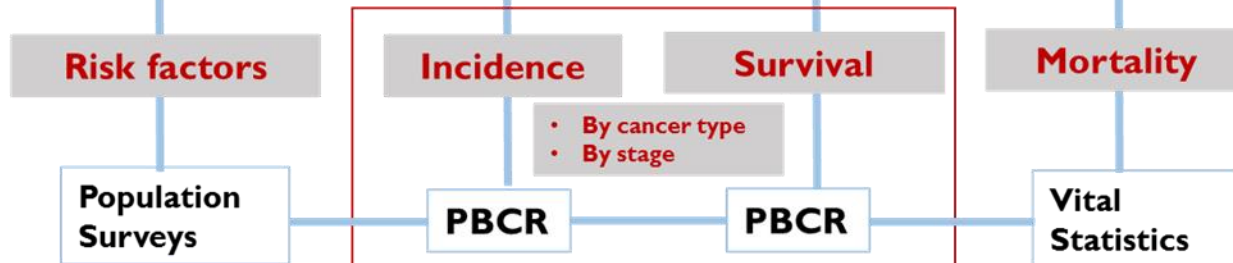 Risk factors
Incidence
Survival
Mortality
• By cancer type
• By stage
Population
Surveys
PBCR
PBCR
Vital
Statistics